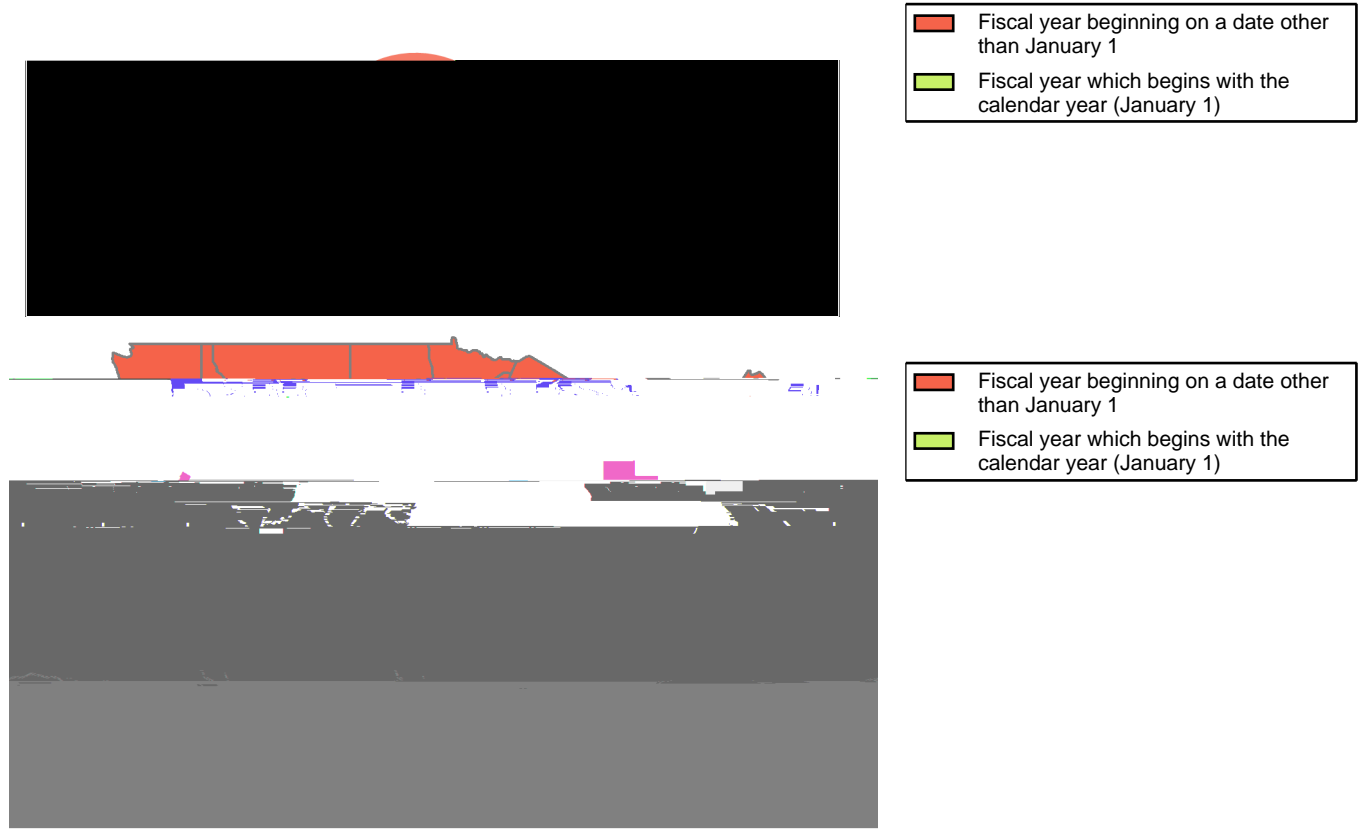 Fiscal year beginning on a date other
than January 1
Fiscal year which begins with the
calendar year (January 1)
Fiscal year beginning on a date other
than January 1
Fiscal year which begins with the
calendar year (January 1)